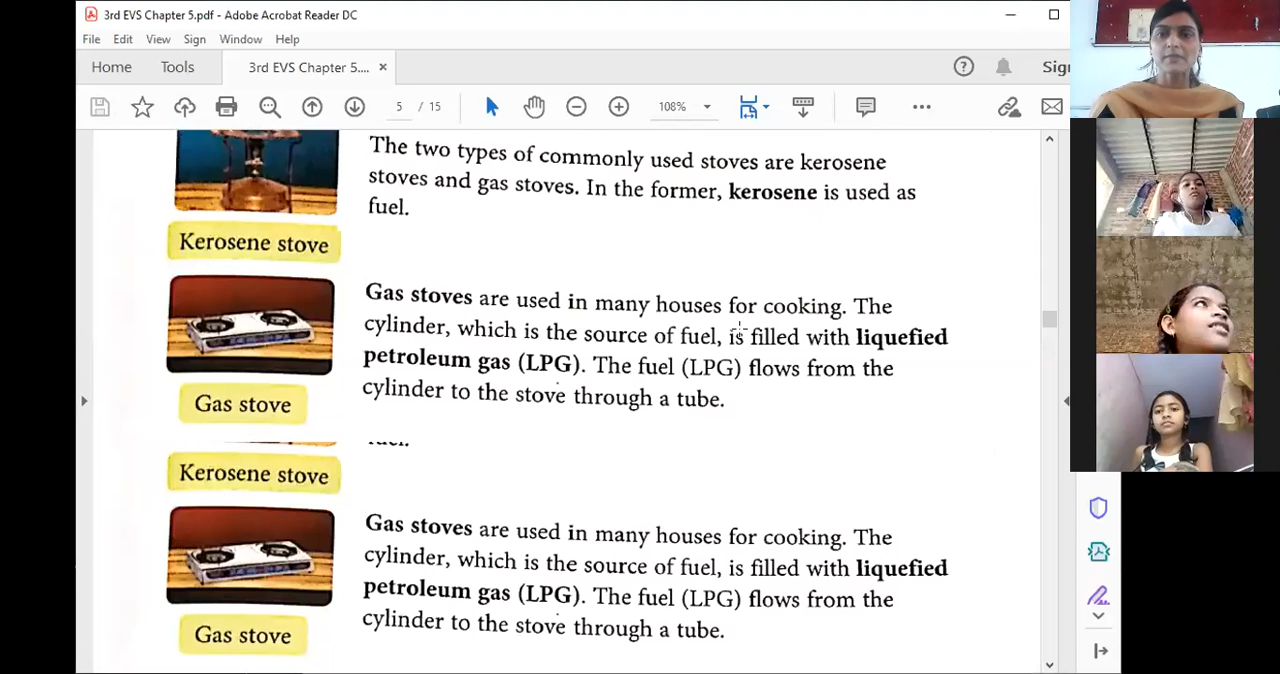 3rd EVS Chapter 5.pdf - Adobe Acrobat Reader DC
File Edit View Sign Window Help
Home Tools 3rd EVS Chapter 5.... × Sig
5 / 15 108%
The two types of commonly used stoves are kerosene
stoves and gas stoves. In the former, kerosene is used as
fuel.
Kerosene stove
Gas stoves are used in many houses for cooking. The
cylinder, which is the source of fuel, is filled with liquefied
petroleum gas (LPG). The fuel (LPG) flows from the
cylinder to the stove through a tube.
Gas stove
Kerosene stove
Gas stoves are used in many houses for cooking. The
cylinder, which is the source of fuel, is filled with liquefied
petroleum gas (LPG). The fuel (LPG) flows from the
cylinder to the stove through a tube.
Gas stove